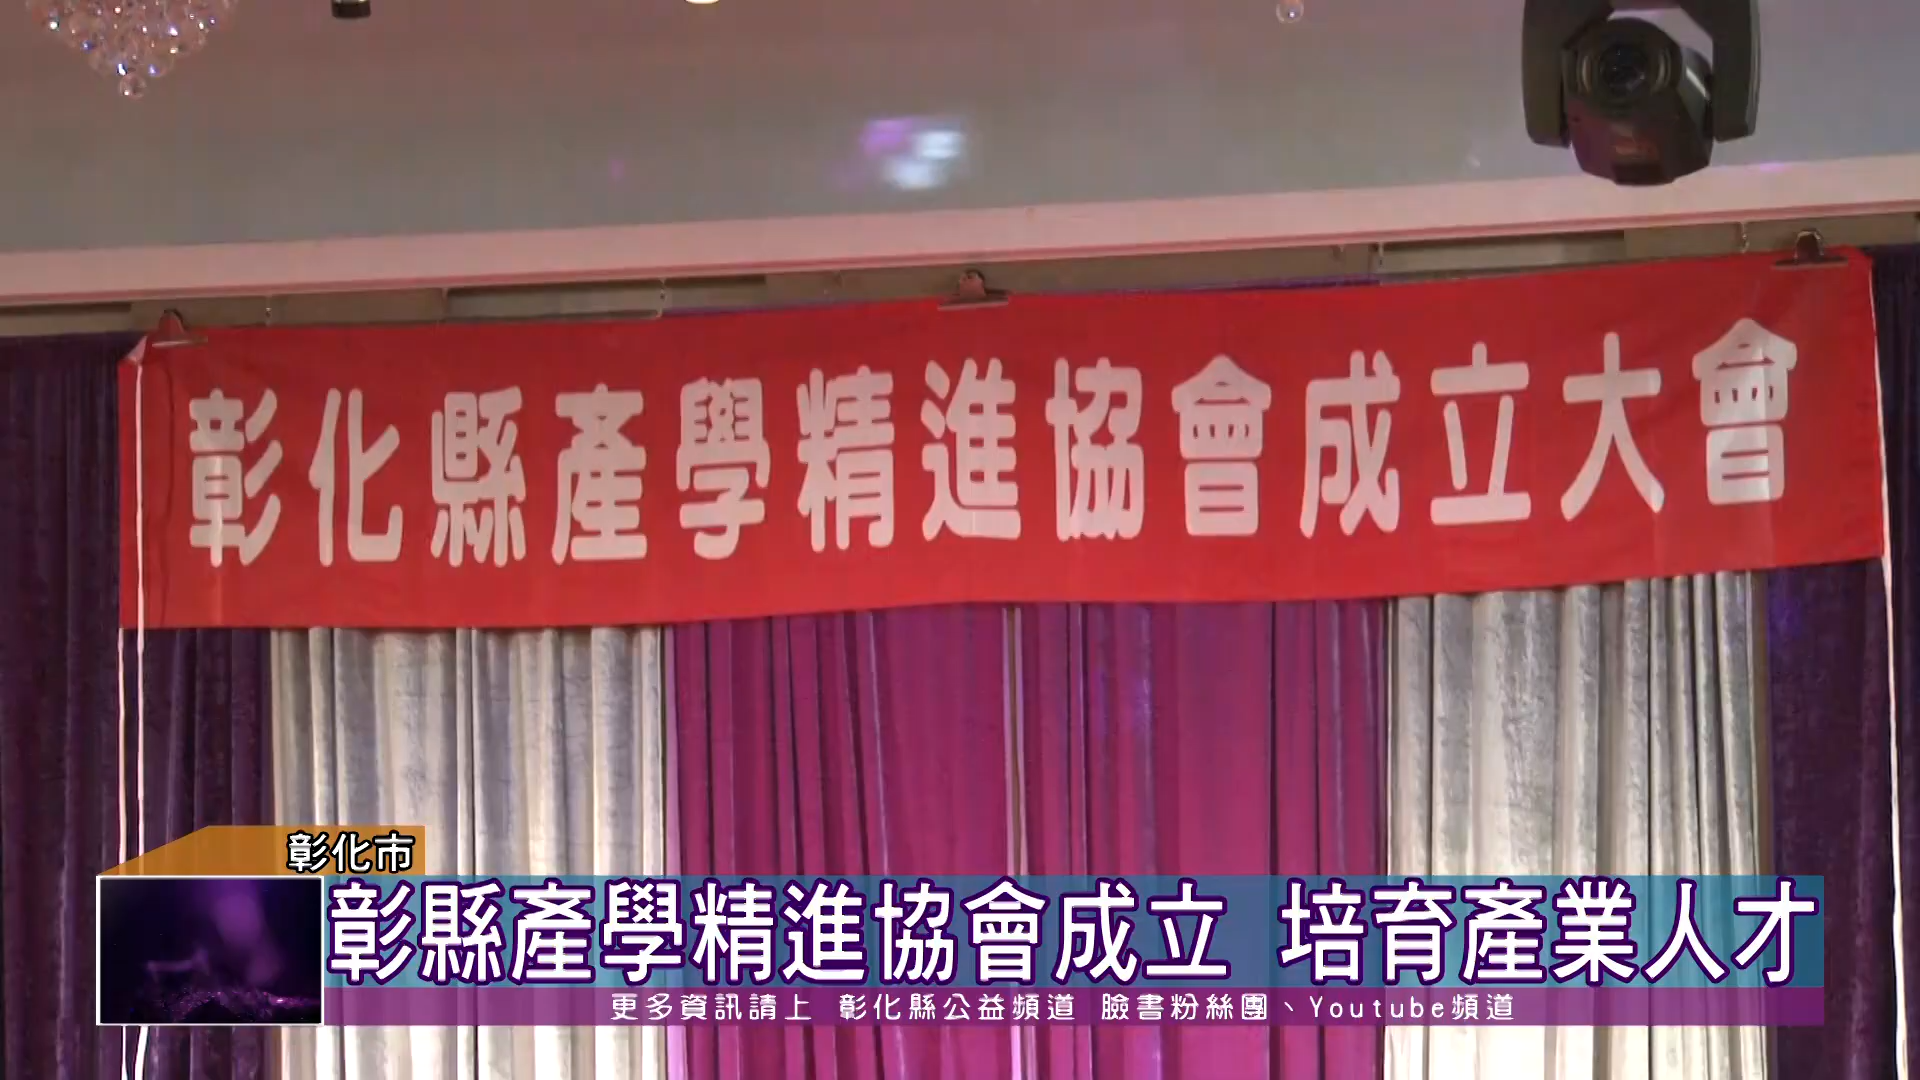 彰化縣產學精進協會成立大會
彰化市
彰縣產學精進協會成立 培育產業人才
更多資訊請上 彰化縣公益頻道 臉書粉絲團、Youtube頻道